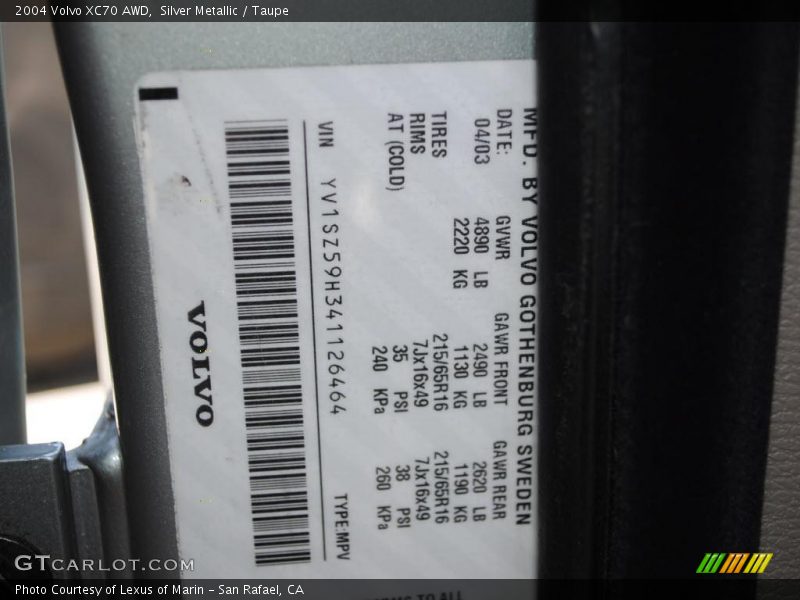 2004 Volvo XC70 AWD, Silver Metallic / Taupe
MFD. BY VOLVO GOTHENBURG SWEDEN
DATE: GVWR GAWR FRONT GAWR REAR
04/03 4890 LB 2490 LB 2620 LB
2220 KG 1130 KG 1190 KG
TIRES 215/65R16 215/65R16
RIMS 7Jx16x49 7Jx16x49
AT (COLD) 35 PSI 38 PSI
240 KPa 260 KPa
VIN YV1SZ59H341126464 TYPE:MPV
VOLVO
TO ALL
GTCARLOT.COM
Photo Courtesy of Lexus of Marin - San Rafael, CA